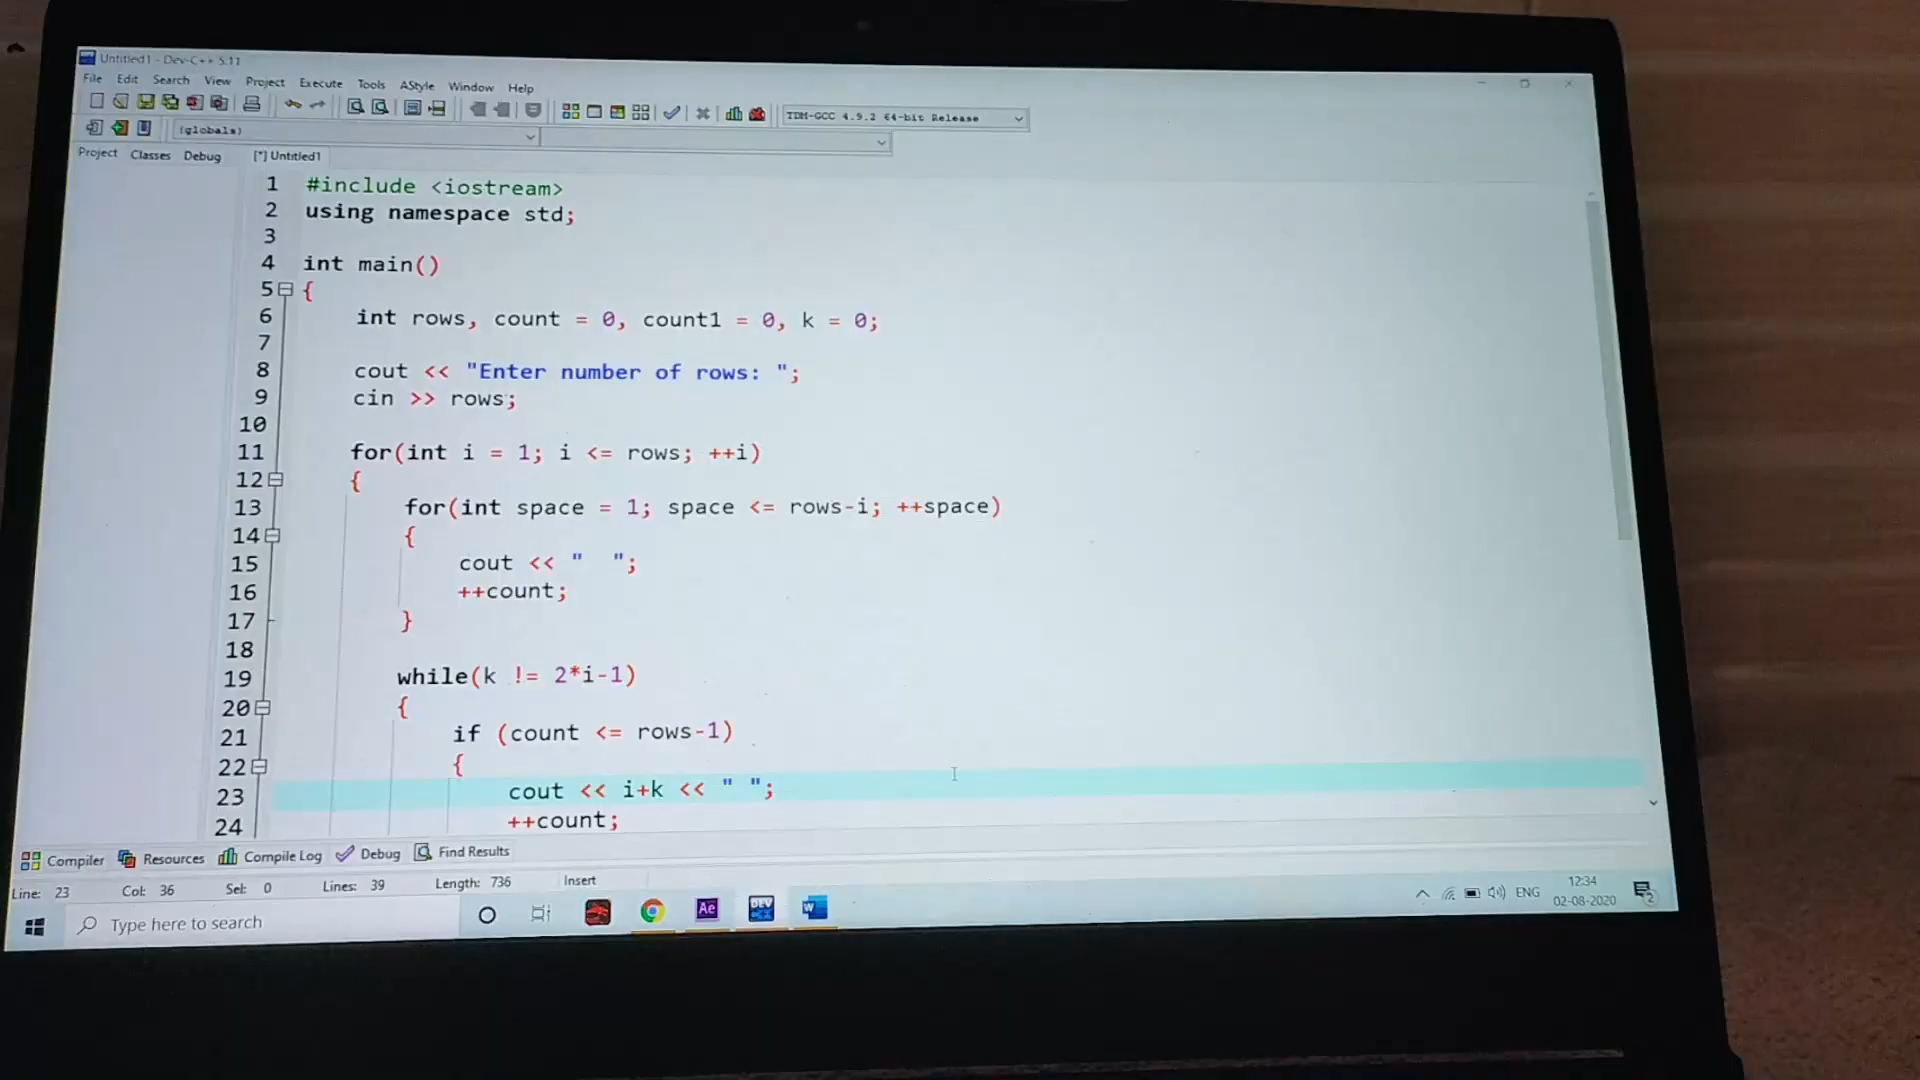 Untitled1 - Dev-C++ 5.11
File Edit Search View Project Execute Tools AStyle Window Help
TDM-GCC 4.9.2 64-bit Release
(globals)
Project Classes Debug [*] Untitled1
1 #include <iostream>
2 using namespace std;
3
4 int main()
5 {
6 int rows, count = 0, count1 = 0, k = 0;
7
8 cout << "Enter number of rows: ";
9 cin >> rows;
10
11 for(int i = 1; i <= rows; ++i)
12 {
13 for(int space = 1; space <= rows-i; ++space)
14 {
15 cout << "  ";
16 ++count;
17 }
18
19 while(k != 2*i-1)
20 {
21 if (count <= rows-1)
22 {
23 cout << i+k << " ";
24 ++count;
Compiler Resources Compile Log Debug Find Results
Line: 23 Col: 36 Sel: 0 Lines: 39 Length: 736 Insert
Type here to search
Ae
DEV
W
ENG
12:34
02-08-2020
2